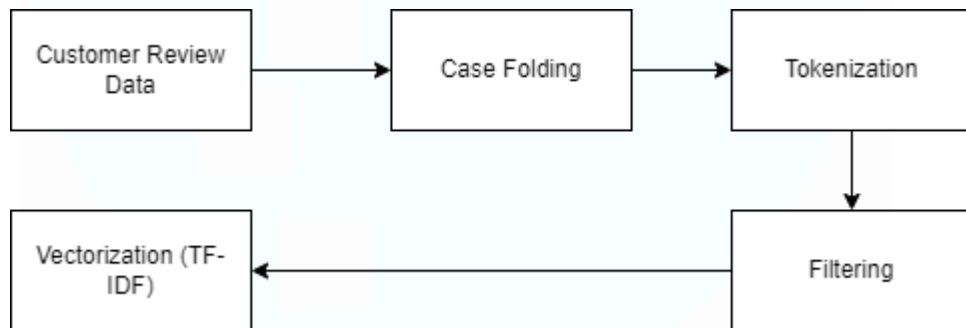 Customer Review
Data
Case Folding
Tokenization
Filtering
Vectorization (TF-
IDF)